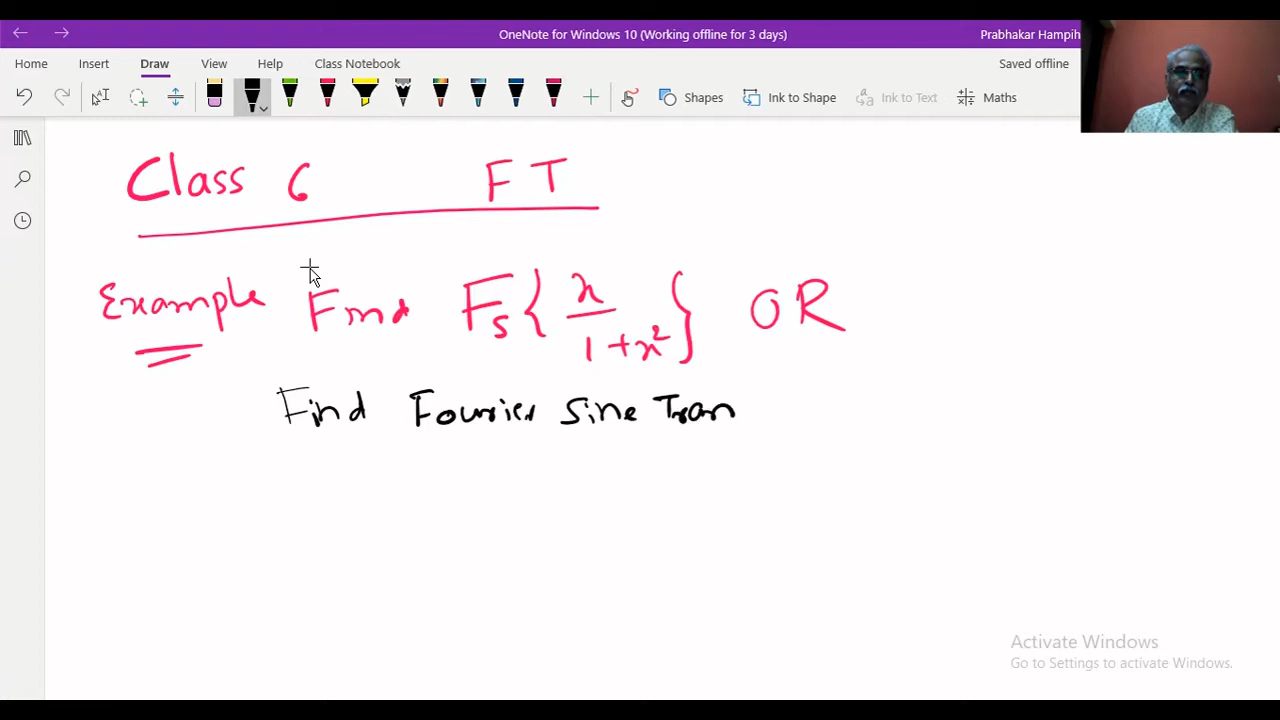 OneNote for Windows 10 (Working offline for 3 days)
Prabhakar Hampih
Home Insert Draw View Help Class Notebook Saved offline
Shapes Ink to Shape Ink to Text Maths
Class 6 FT
Example Find Fs{x/1+x²} OR
Find Fourier Sine Tran
Activate Windows
Go to Settings to activate Windows.